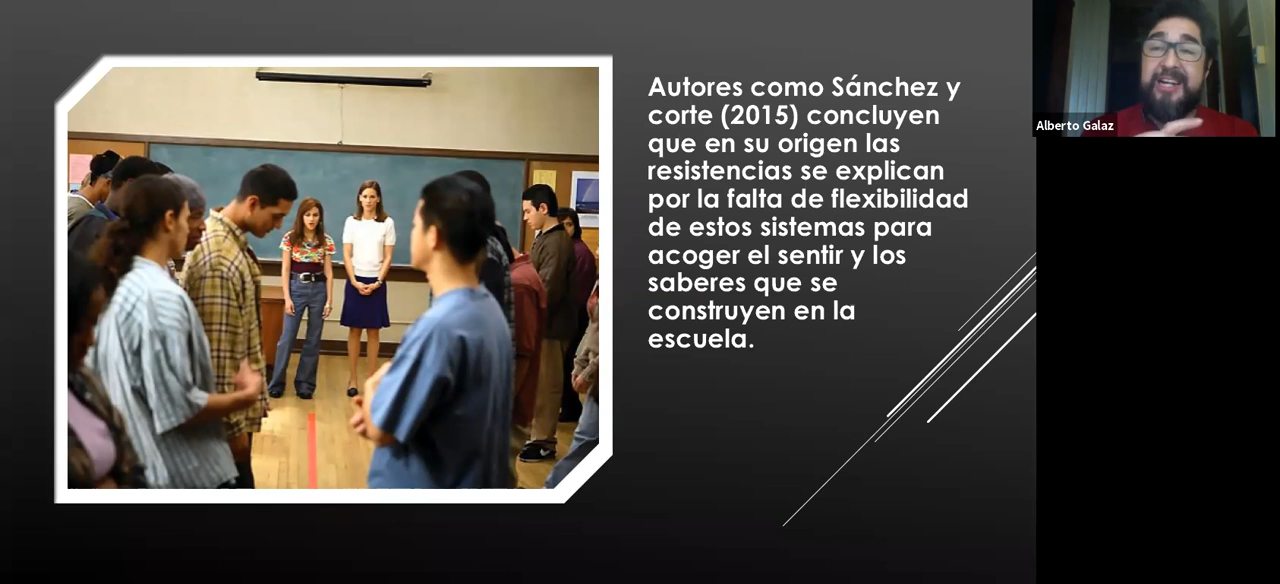 Autores como Sánchez y
corte (2015) concluyen
que en su origen las
resistencias se explican
por la falta de flexibilidad
de estos sistemas para
acoger el sentir y los
saberes que se
construyen en la
escuela.
Alberto Galaz